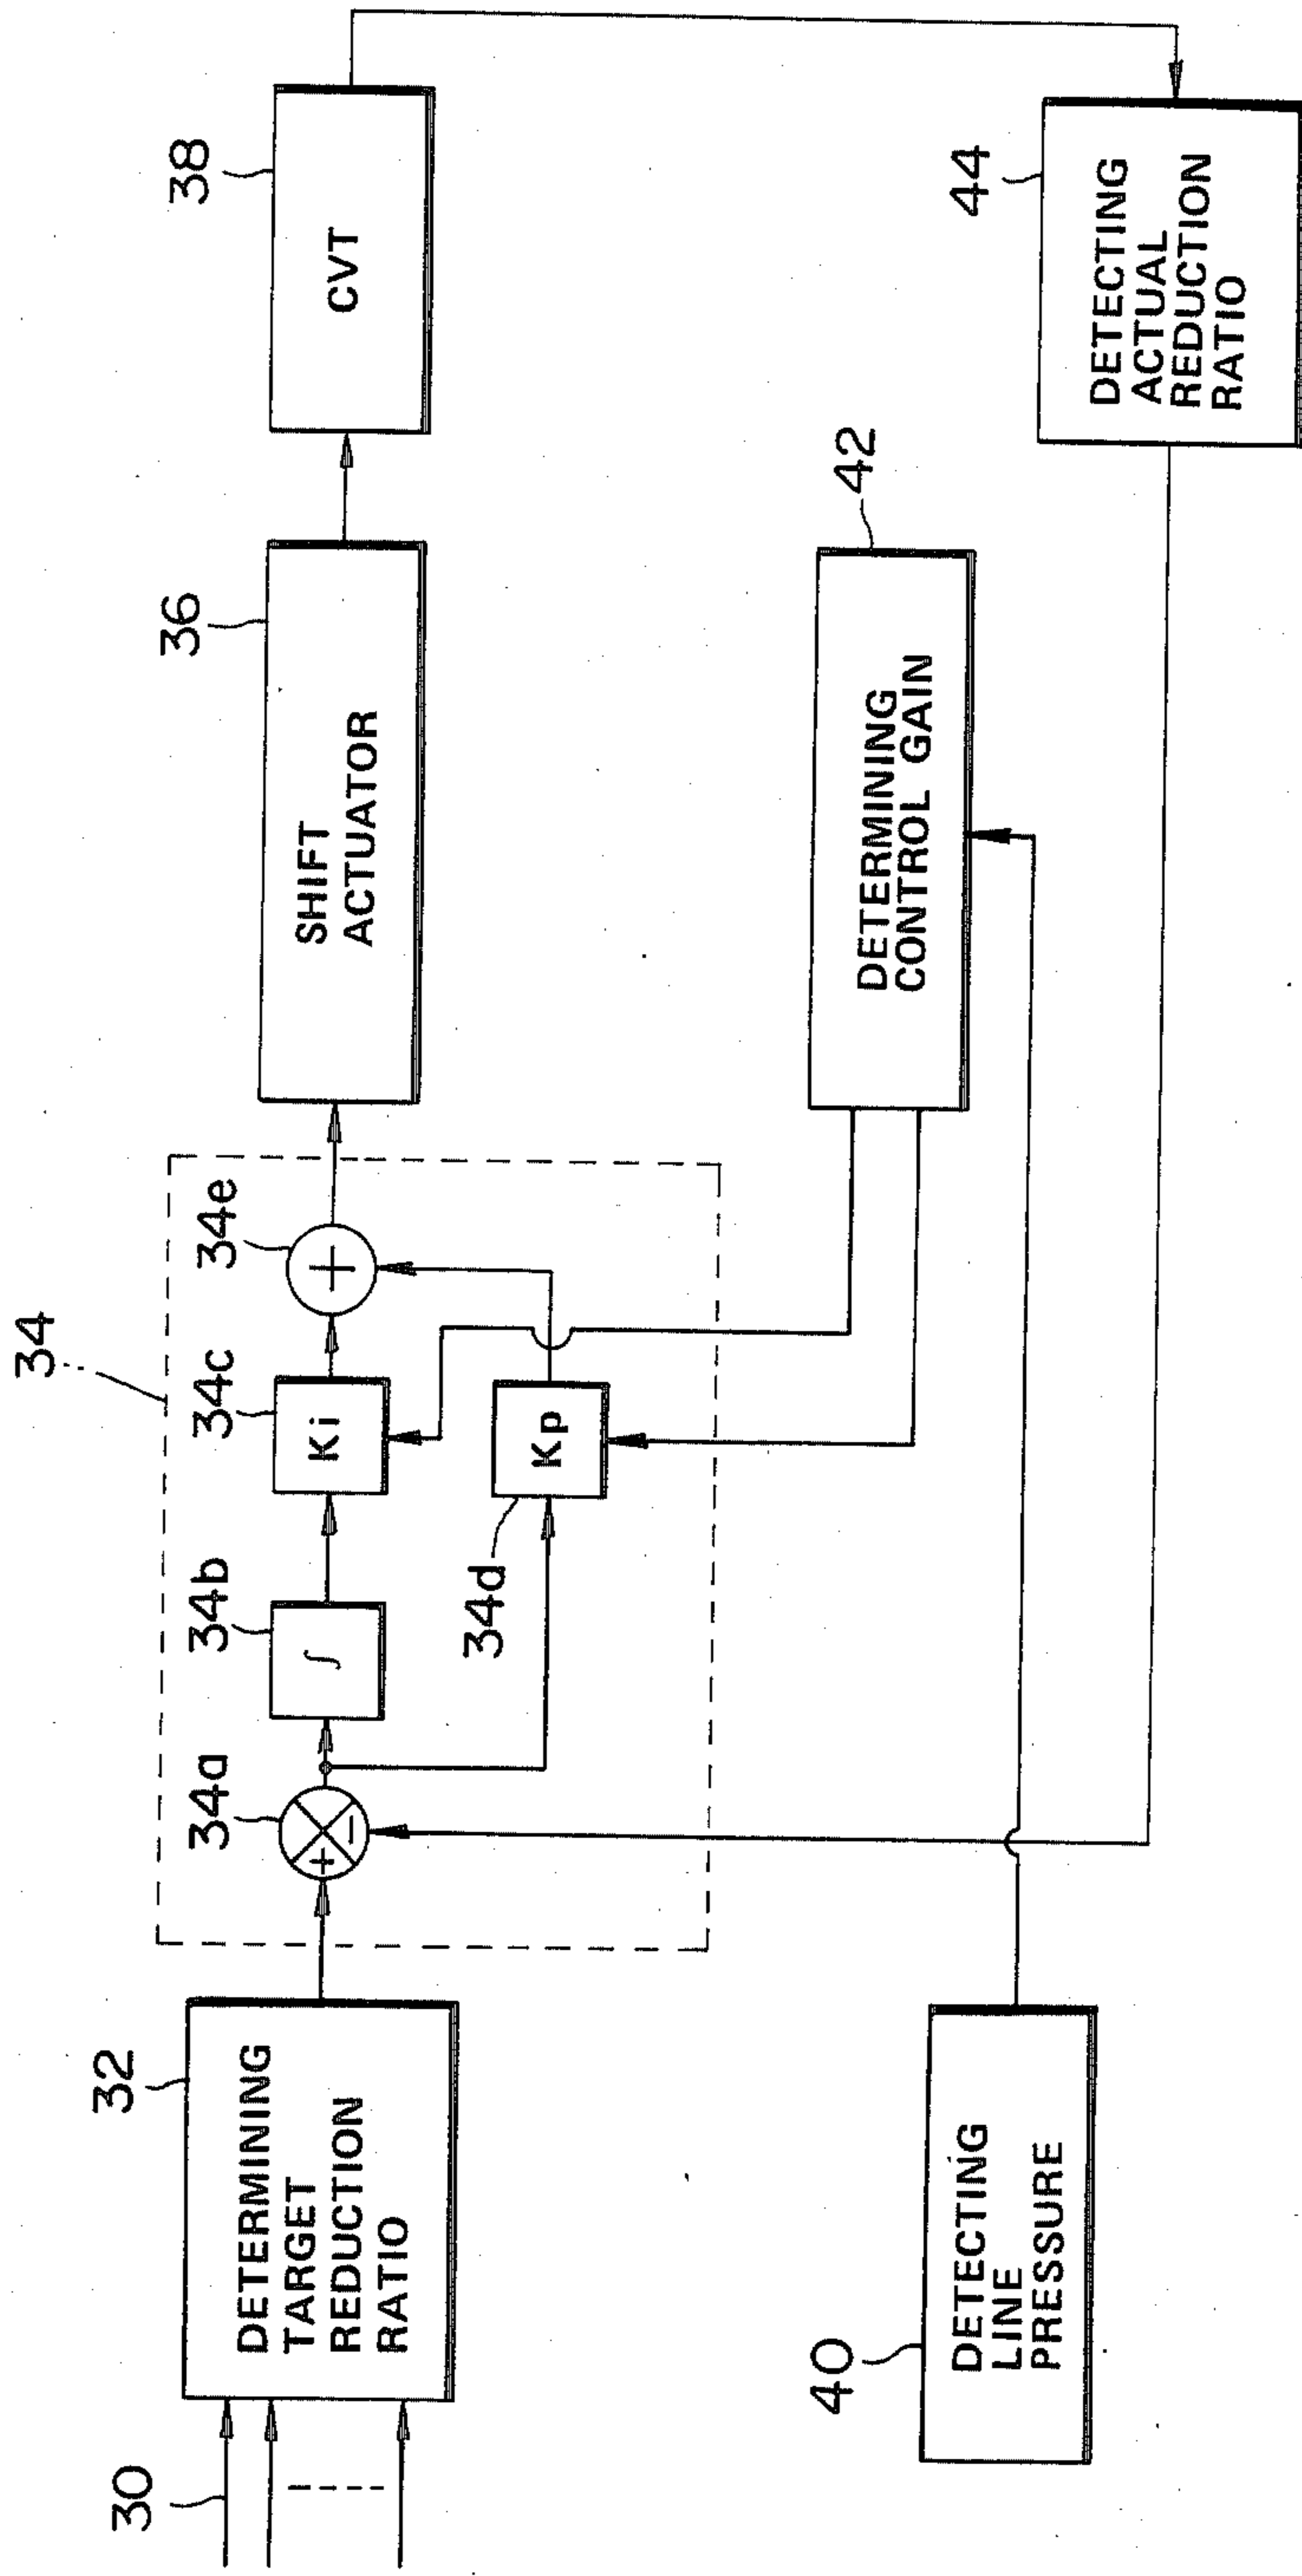 30
32
DETERMINING
TARGET
REDUCTION
RATIO
34
34a
+
−
34b
∫
34c
Ki
34d
Kp
34e
+
36
SHIFT
ACTUATOR
38
CVT
40
DETECTING
LINE
PRESSURE
42
DETERMINING
CONTROL GAIN
44
DETECTING
ACTUAL
REDUCTION
RATIO